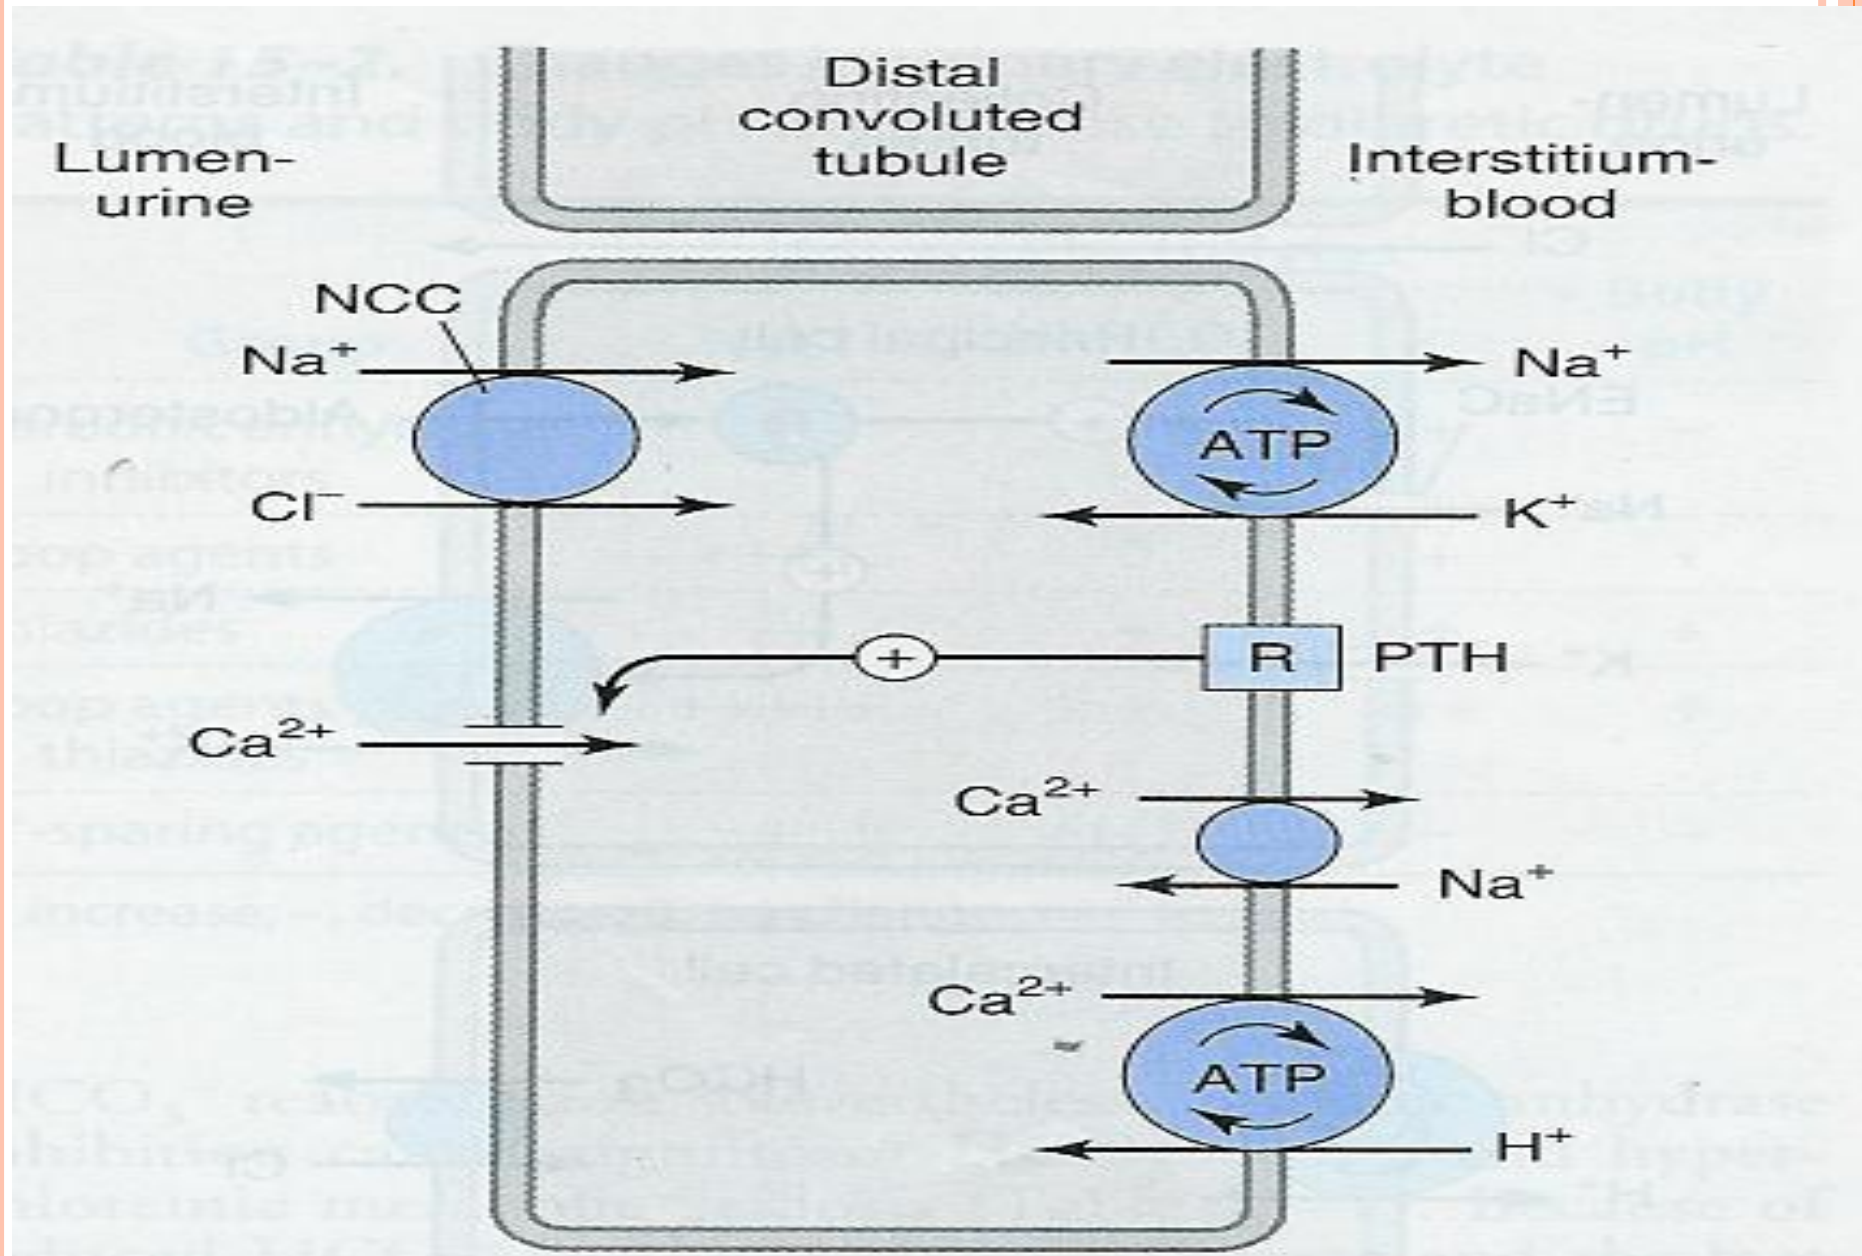 Distal
convoluted
tubule
Lumen-
urine
Interstitium-
blood
NCC
Na⁺
Cl⁻
Na⁺
ATP
K⁺
R PTH
Ca²⁺
Ca²⁺
Na⁺
Ca²⁺
ATP
H⁺
+